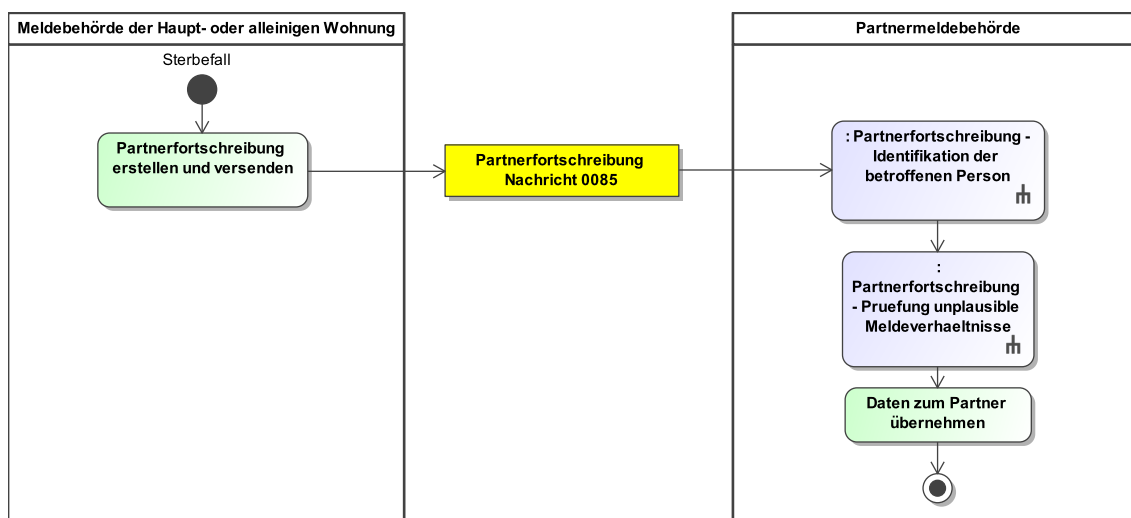 Meldebehörde der Haupt- oder alleinigen Wohnung
Sterbefall
Partnerfortschreibung
erstellen und versenden
Partnerfortschreibung
Nachricht 0085
Partnermeldebehörde
: Partnerfortschreibung -
Identifikation der
betroffenen Person
:
Partnerfortschreibung
- Pruefung unplausible
Meldeverhaeltnisse
Daten zum Partner
übernehmen